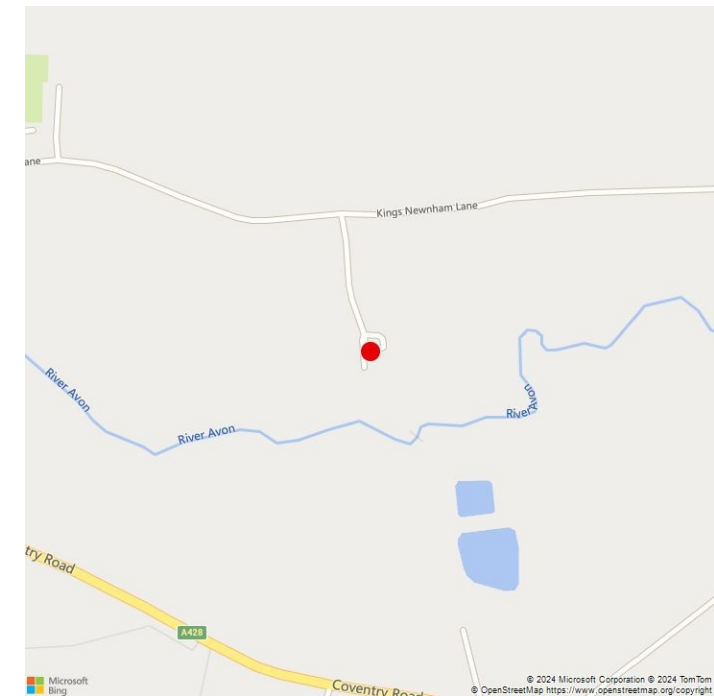 ane
Kings Newnham Lane
River Avon
River Avon
River Avon
try Road
A428
Coventry Road
Microsoft
Bing
© 2024 Microsoft Corporation © 2024 TomTom
© OpenStreetMap https://www.openstreetmap.org/copyright